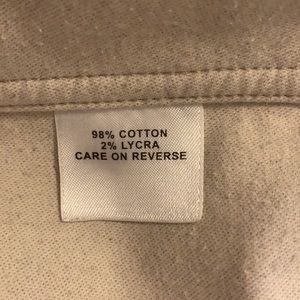 98% COTTON
2% LYCRA
CARE ON REVERSE